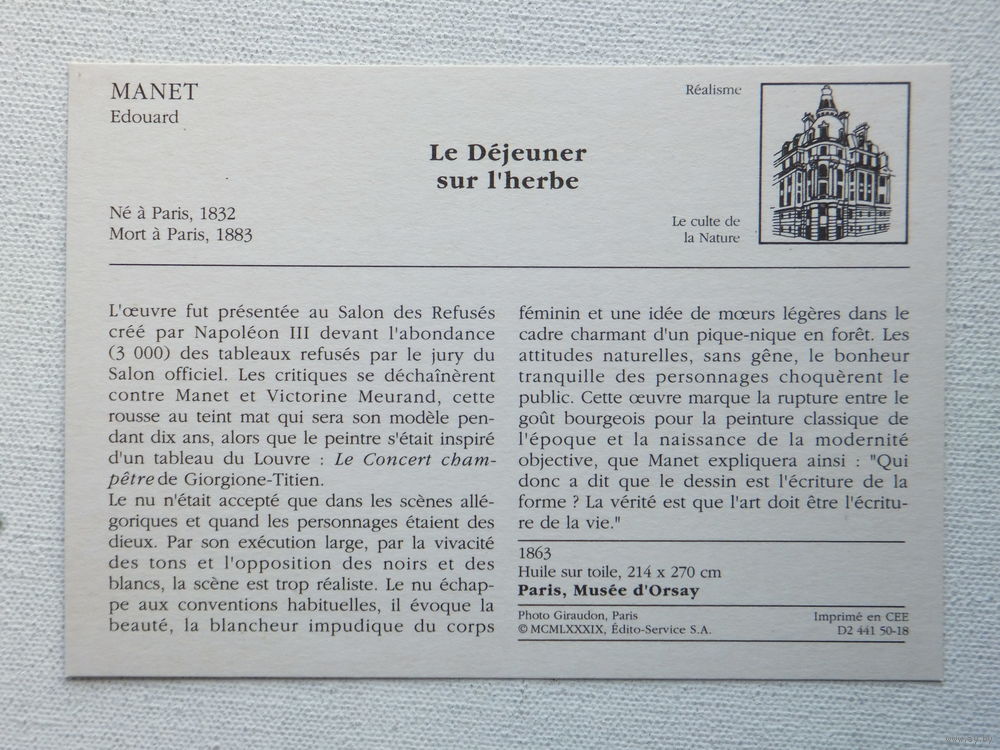 MANET
Edouard
Réalisme
Le Déjeuner
sur l'herbe
Né à Paris, 1832
Mort à Paris, 1883
Le culte de
la Nature
L'œuvre fut présentée au Salon des Refusés
créé par Napoléon III devant l'abondance
(3 000) des tableaux refusés par le jury du
Salon officiel. Les critiques se déchaînèrent
contre Manet et Victorine Meurand, cette
rousse au teint mat qui sera son modèle pen-
dant dix ans, alors que le peintre s'était inspiré
d'un tableau du Louvre : Le Concert cham-
pêtre de Giorgione-Titien.
Le nu n'était accepté que dans les scènes allé-
goriques et quand les personnages étaient des
dieux. Par son exécution large, par la vivacité
des tons et l'opposition des noirs et des
blancs, la scène est trop réaliste. Le nu échap-
pe aux conventions habituelles, il évoque la
beauté, la blancheur impudique du corps
féminin et une idée de mœurs légères dans le
cadre charmant d'un pique-nique en forêt. Les
attitudes naturelles, sans gêne, le bonheur
tranquille des personnages choquèrent le
public. Cette œuvre marque la rupture entre le
goût bourgeois pour la peinture classique de
l'époque et la naissance de la modernité
objective, que Manet expliquera ainsi : "Qui
donc a dit que le dessin est l'écriture de la
forme ? La vérité est que l'art doit être l'écritu-
re de la vie."
1863
Huile sur toile, 214 x 270 cm
Paris, Musée d'Orsay
Photo Giraudon, Paris
© MCMLXXXIX, Édito-Service S.A.
Imprimé en CEE
D2 441 50-18